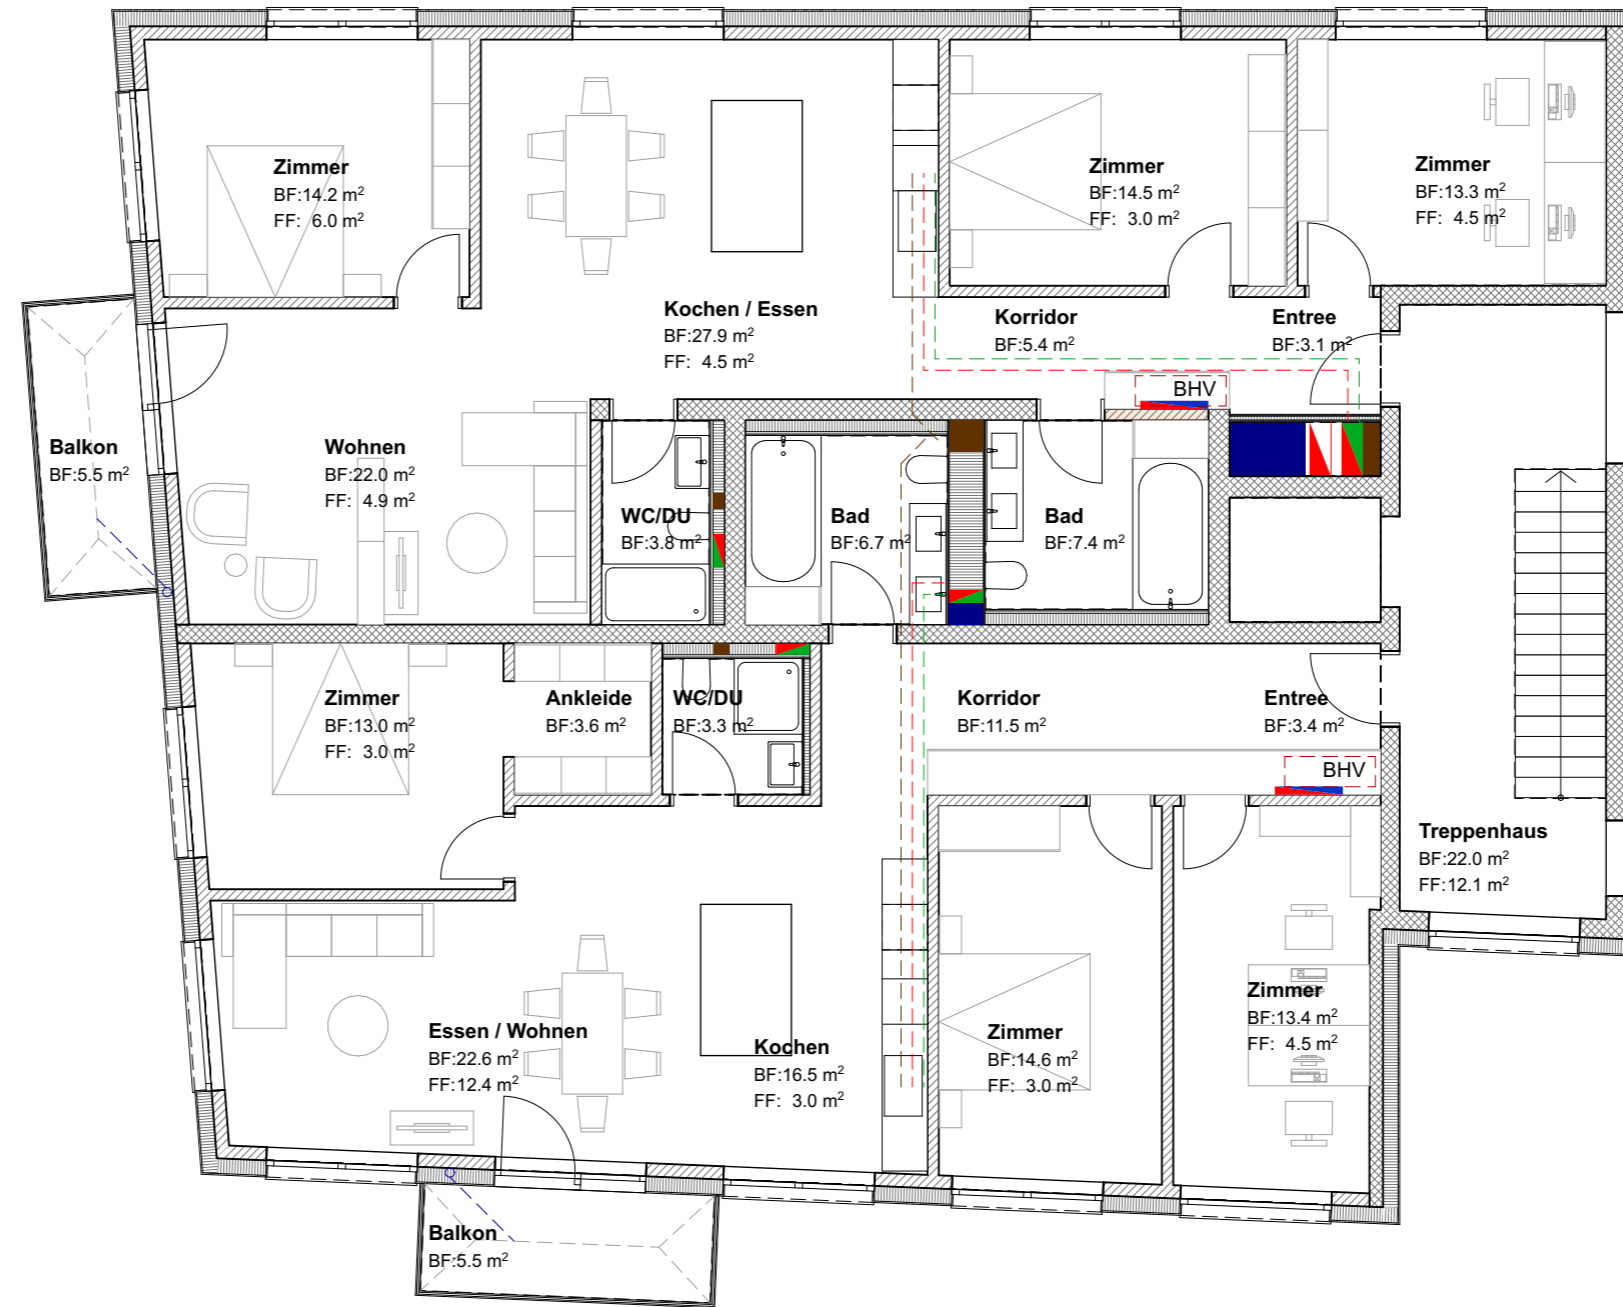 Zimmer
BF:14.2 m²
FF: 6.0 m²
Zimmer
BF:14.5 m²
FF: 3.0 m²
Zimmer
BF:13.3 m²
FF: 4.5 m²
Kochen / Essen
BF:27.9 m²
FF: 4.5 m²
Korridor
BF:5.4 m²
Entree
BF:3.1 m²
BHV
Balkon
BF:5.5 m²
Wohnen
BF:22.0 m²
FF: 4.9 m²
WC/DU
BF:3.8 m²
Bad
BF:6.7 m²
Bad
BF:7.4 m²
Zimmer
BF:13.0 m²
FF: 3.0 m²
Ankleide
BF:3.6 m²
WC/DU
BF:3.3 m²
Korridor
BF:11.5 m²
Entree
BF:3.4 m²
BHV
Treppenhaus
BF:22.0 m²
FF:12.1 m²
Essen / Wohnen
BF:22.6 m²
FF:12.4 m²
Kochen
BF:16.5 m²
FF: 3.0 m²
Zimmer
BF:14.6 m²
FF: 3.0 m²
Zimmer
BF:13.4 m²
FF: 4.5 m²
Balkon
BF:5.5 m²